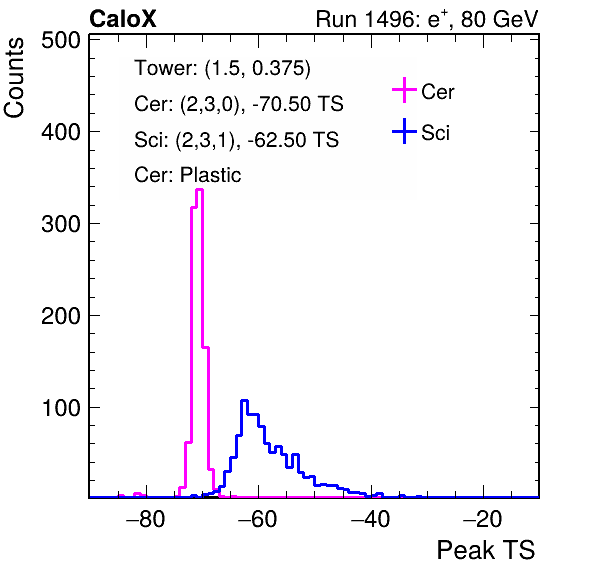 CaloX Run 1496: e⁺, 80 GeV
Counts
500
400
300
200
100
Tower: (1.5, 0.375)
Cer: (2,3,0), -70.50 TS
Sci: (2,3,1), -62.50 TS
Cer: Plastic
Cer
Sci
−80 −60 −40 −20
Peak TS